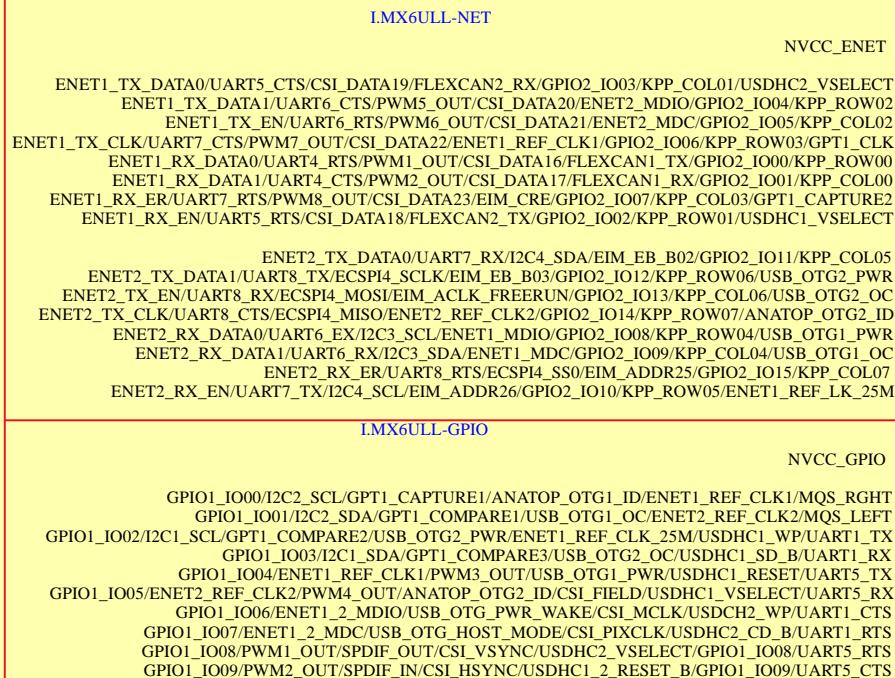 I.MX6ULL-NET
NVCC_ENET
ENET1_TX_DATA0/UART5_CTS/CSI_DATA19/FLEXCAN2_RX/GPIO2_IO03/KPP_COL01/USDHC2_VSELECT
ENET1_TX_DATA1/UART6_CTS/PWM5_OUT/CSI_DATA20/ENET2_MDIO/GPIO2_IO04/KPP_ROW02
ENET1_TX_EN/UART6_RTS/PWM6_OUT/CSI_DATA21/ENET2_MDC/GPIO2_IO05/KPP_COL02
ENET1_TX_CLK/UART7_CTS/PWM7_OUT/CSI_DATA22/ENET1_REF_CLK1/GPIO2_IO06/KPP_ROW03/GPT1_CLK
ENET1_RX_DATA0/UART4_RTS/PWM1_OUT/CSI_DATA16/FLEXCAN1_TX/GPIO2_IO00/KPP_ROW00
ENET1_RX_DATA1/UART4_CTS/PWM2_OUT/CSI_DATA17/FLEXCAN1_RX/GPIO2_IO01/KPP_COL00
ENET1_RX_ER/UART7_RTS/PWM8_OUT/CSI_DATA23/EIM_CRE/GPIO2_IO07/KPP_COL03/GPT1_CAPTURE2
ENET1_RX_EN/UART5_RTS/CSI_DATA18/FLEXCAN2_TX/GPIO2_IO02/KPP_ROW01/USDHC1_VSELECT
ENET2_TX_DATA0/UART7_RX/I2C4_SDA/EIM_EB_B02/GPIO2_IO11/KPP_COL05
ENET2_TX_DATA1/UART8_TX/ECSPI4_SCLK/EIM_EB_B03/GPIO2_IO12/KPP_ROW06/USB_OTG2_PWR
ENET2_TX_EN/UART8_RX/ECSPI4_MOSI/EIM_ACLK_FREERUN/GPIO2_IO13/KPP_COL06/USB_OTG2_OC
ENET2_TX_CLK/UART8_CTS/ECSPI4_MISO/ENET2_REF_CLK2/GPIO2_IO14/KPP_ROW07/ANATOP_OTG2_ID
ENET2_RX_DATA0/UART6_EX/I2C3_SCL/ENET1_MDIO/GPIO2_IO08/KPP_ROW04/USB_OTG1_PWR
ENET2_RX_DATA1/UART6_RX/I2C3_SDA/ENET1_MDC/GPIO2_IO09/KPP_COL04/USB_OTG1_OC
ENET2_RX_ER/UART8_RTS/ECSPI4_SS0/EIM_ADDR25/GPIO2_IO15/KPP_COL07
ENET2_RX_EN/UART7_TX/I2C4_SCL/EIM_ADDR26/GPIO2_IO10/KPP_ROW05/ENET1_REF_LK_25M
I.MX6ULL-GPIO
NVCC_GPIO
GPIO1_IO00/I2C2_SCL/GPT1_CAPTURE1/ANATOP_OTG1_ID/ENET1_REF_CLK1/MQS_RGHT
GPIO1_IO01/I2C2_SDA/GPT1_COMPARE1/USB_OTG1_OC/ENET2_REF_CLK2/MQS_LEFT
GPIO1_IO02/I2C1_SCL/GPT1_COMPARE2/USB_OTG2_PWR/ENET1_REF_CLK_25M/USDHC1_WP/UART1_TX
GPIO1_IO03/I2C1_SDA/GPT1_COMPARE3/USB_OTG2_OC/USDHC1_SD_B/UART1_RX
GPIO1_IO04/ENET1_REF_CLK1/PWM3_OUT/USB_OTG1_PWR/USDHC1_RESET/UART5_TX
GPIO1_IO05/ENET2_REF_CLK2/PWM4_OUT/ANATOP_OTG2_ID/CSI_FIELD/USDHC1_VSELECT/UART5_RX
GPIO1_IO06/ENET1_2_MDIO/USB_OTG_PWR_WAKE/CSI_MCLK/USDCH2_WP/UART1_CTS
GPIO1_IO07/ENET1_2_MDC/USB_OTG_HOST_MODE/CSI_PIXCLK/USDHC2_CD_B/UART1_RTS
GPIO1_IO08/PWM1_OUT/SPDIF_OUT/CSI_VSYNC/USDHC2_VSELECT/GPIO1_IO08/UART5_RTS
GPIO1_IO09/PWM2_OUT/SPDIF_IN/CSI_HSYNC/USDHC1_2_RESET_B/GPIO1_IO09/UART5_CTS